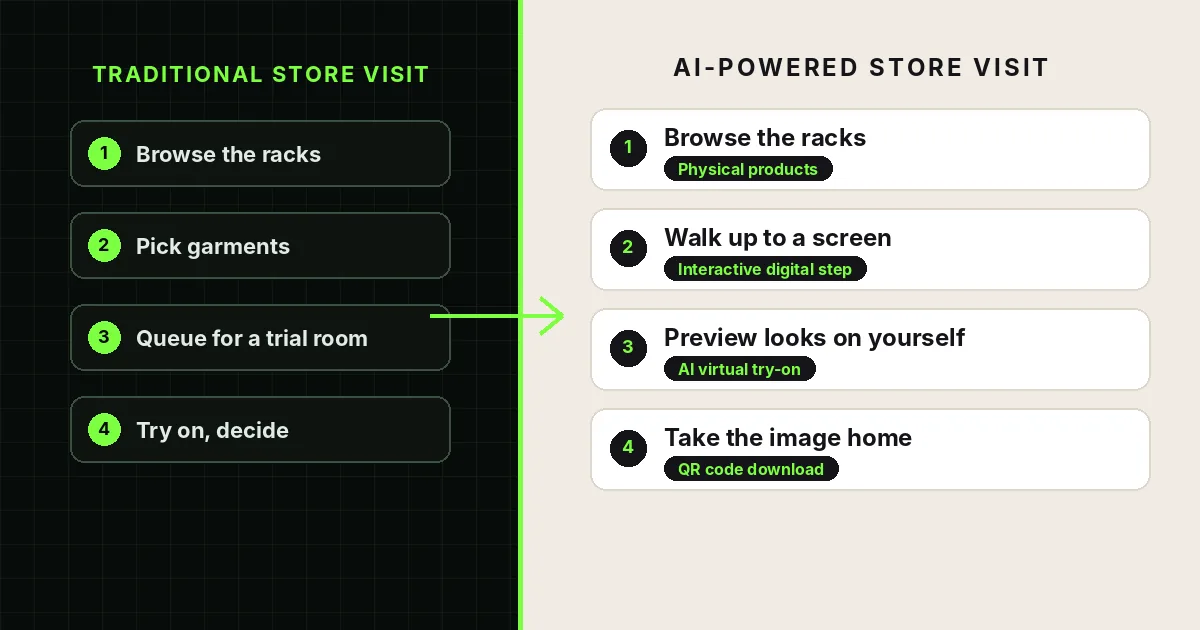 TRADITIONAL STORE VISIT
1 Browse the racks
2 Pick garments
3 Queue for a trial room
4 Try on, decide
AI-POWERED STORE VISIT
1 Browse the racks
Physical products
2 Walk up to a screen
Interactive digital step
3 Preview looks on yourself
AI virtual try-on
4 Take the image home
QR code download